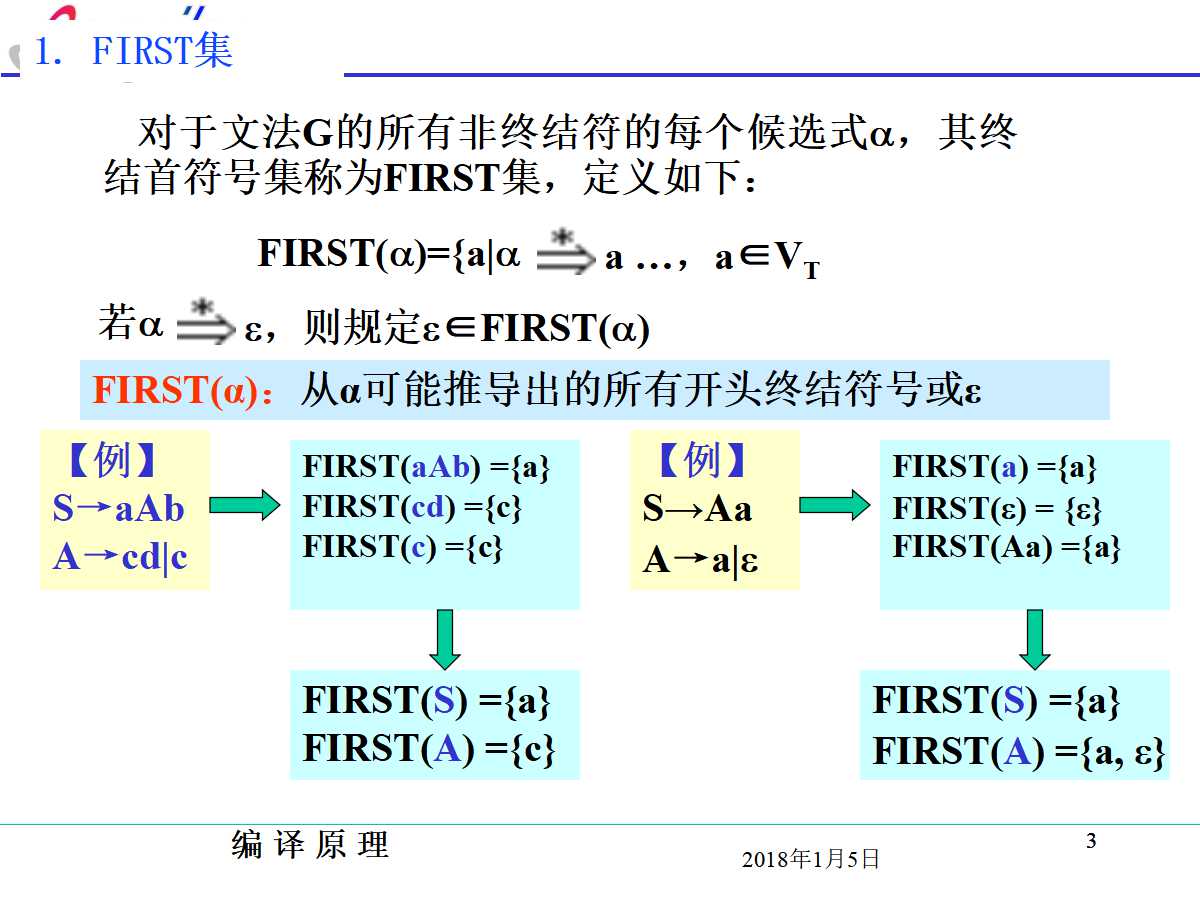 1. FIRST集
对于文法G的所有非终结符的每个候选式α，其终
结首符号集称为FIRST集，定义如下：
FIRST(α)={a|α *⇒ a …，a∈VT
若α *⇒ ε，则规定ε∈FIRST(α)
FIRST(α)：从α可能推导出的所有开头终结符号或ε
【例】
S→aAb
A→cd|c
FIRST(aAb) ={a}
FIRST(cd) ={c}
FIRST(c) ={c}
【例】
S→Aa
A→a|ε
FIRST(a) ={a}
FIRST(ε) = {ε}
FIRST(Aa) ={a}
FIRST(S) ={a}
FIRST(A) ={c}
FIRST(S) ={a}
FIRST(A) ={a, ε}
编译原理
2018年1月5日
3